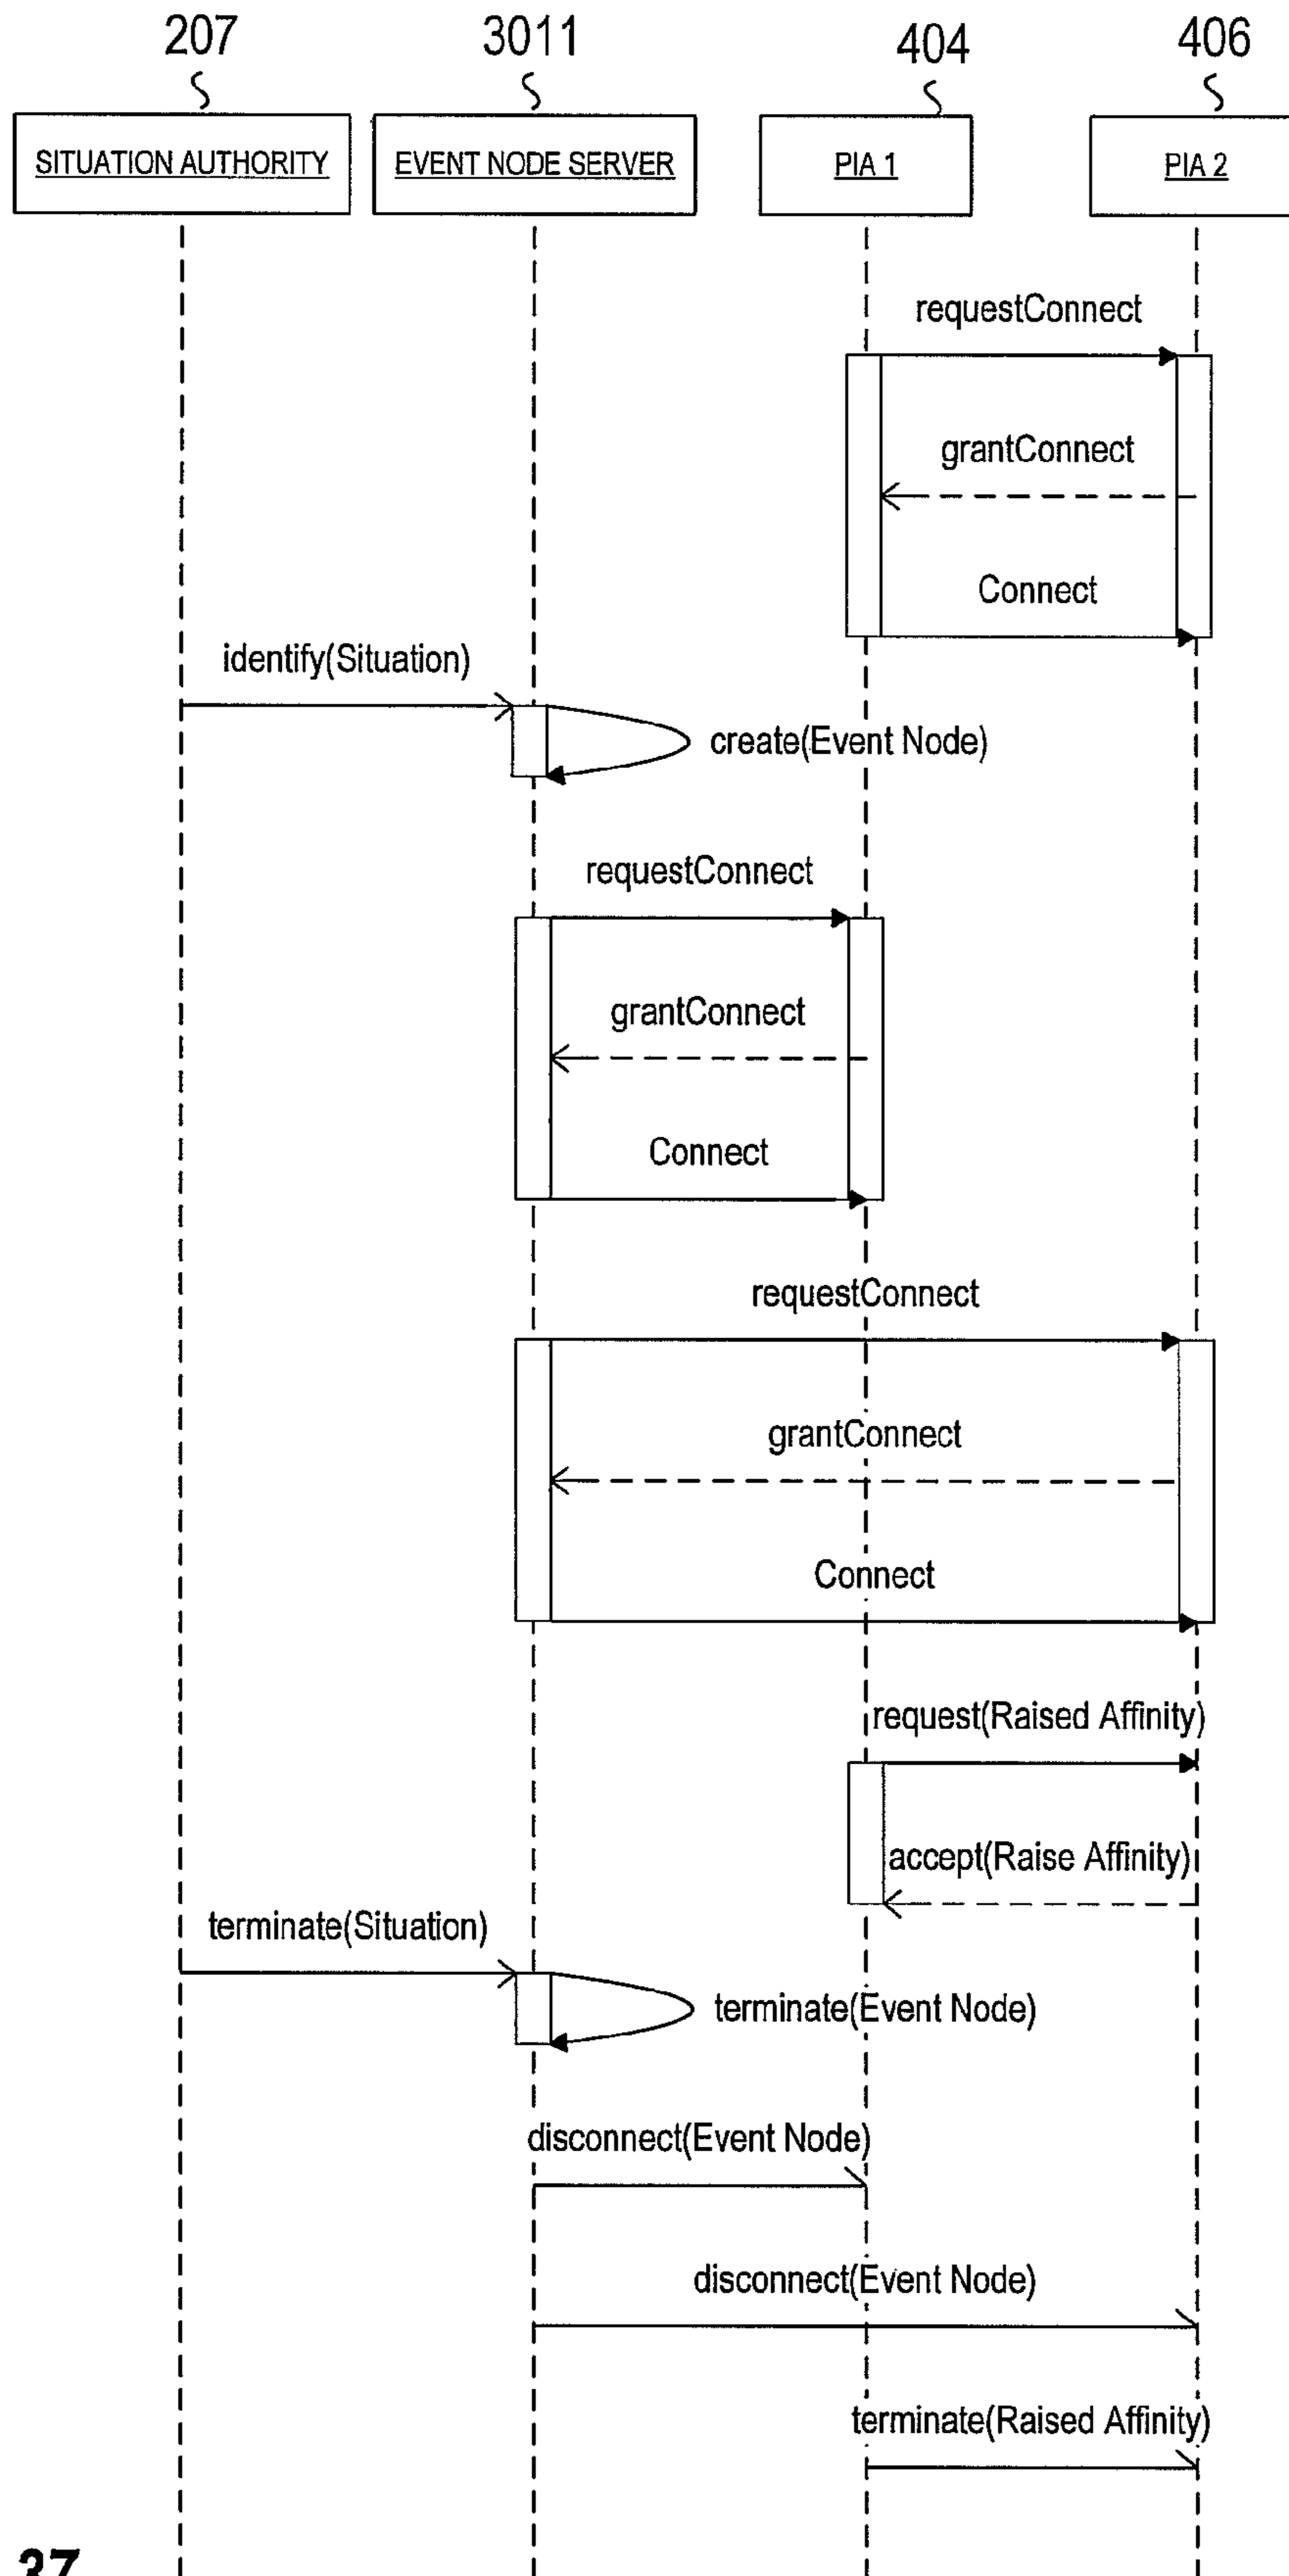 207 3011 404 406
SITUATION AUTHORITY EVENT NODE SERVER PIA 1 PIA 2
requestConnect
grantConnect
Connect
identify(Situation)
create(Event Node)
requestConnect
grantConnect
Connect
requestConnect
grantConnect
Connect
request(Raised Affinity)
accept(Raise Affinity)
terminate(Situation)
terminate(Event Node)
disconnect(Event Node)
disconnect(Event Node)
terminate(Raised Affinity)
37